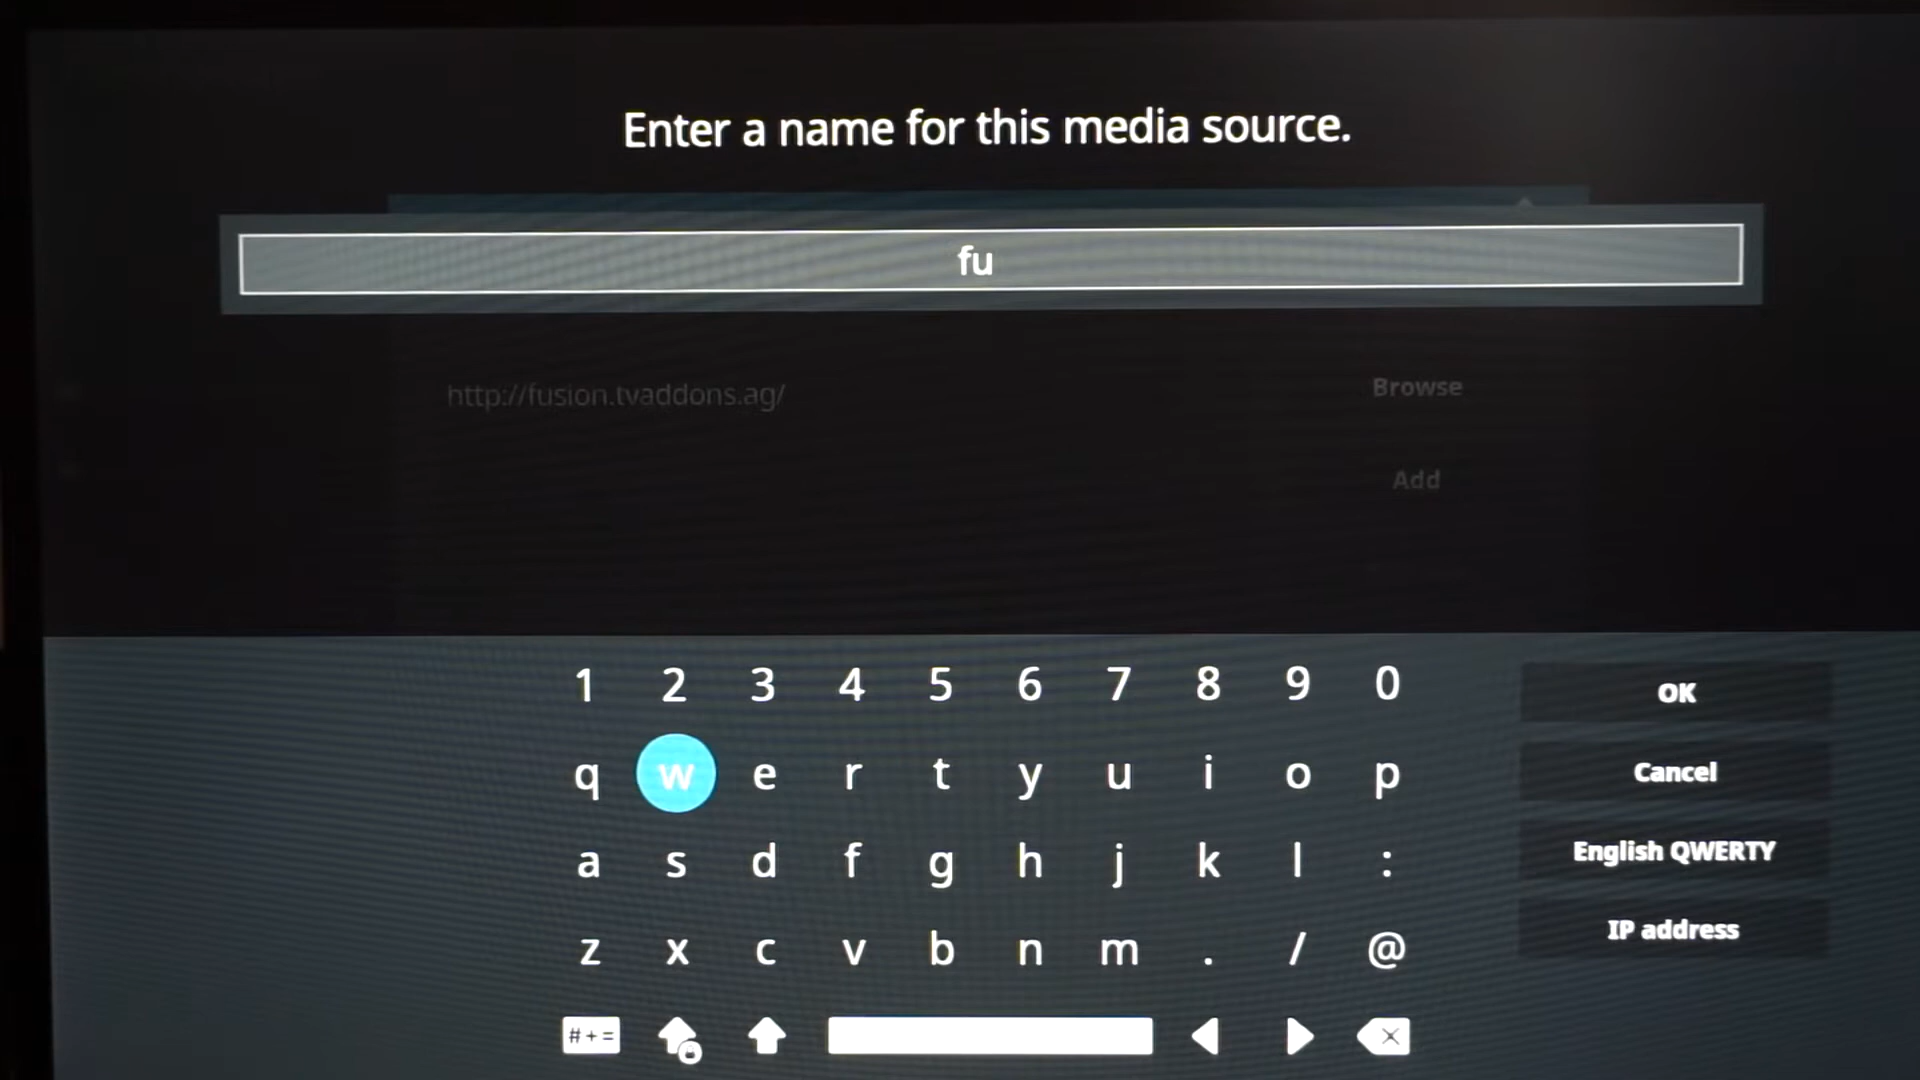 Enter a name for this media source.
fu
http://fusion.tvaddons.ag/
Browse
Add
1 2 3 4 5 6 7 8 9 0
OK
q w e r t y u i o p
Cancel
a s d f g h j k l :
English QWERTY
z x c v b n m . / @
IP address
#+=